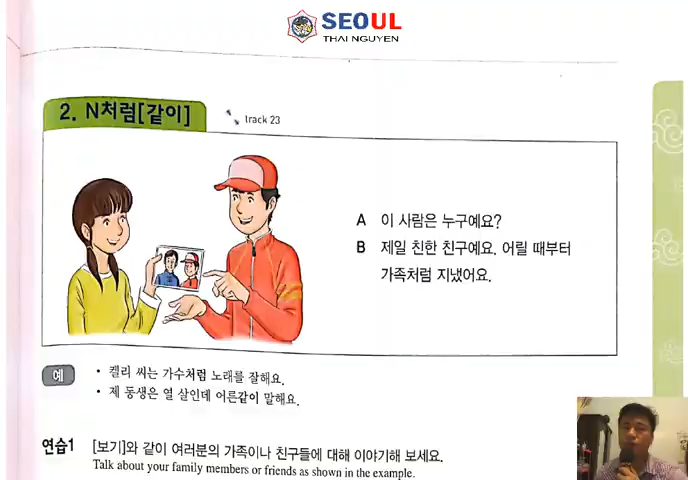 SEOUL
THAI NGUYEN
2. N처럼[같이]
track 23
A 이 사람은 누구예요?
B 제일 친한 친구예요. 어릴 때부터
가족처럼 지냈어요.
예
• 켈리 씨는 가수처럼 노래를 잘해요.
• 제 동생은 열 살인데 어른같이 말해요.
연습1 [보기]와 같이 여러분의 가족이나 친구들에 대해 이야기해 보세요.
Talk about your family members or friends as shown in the example.